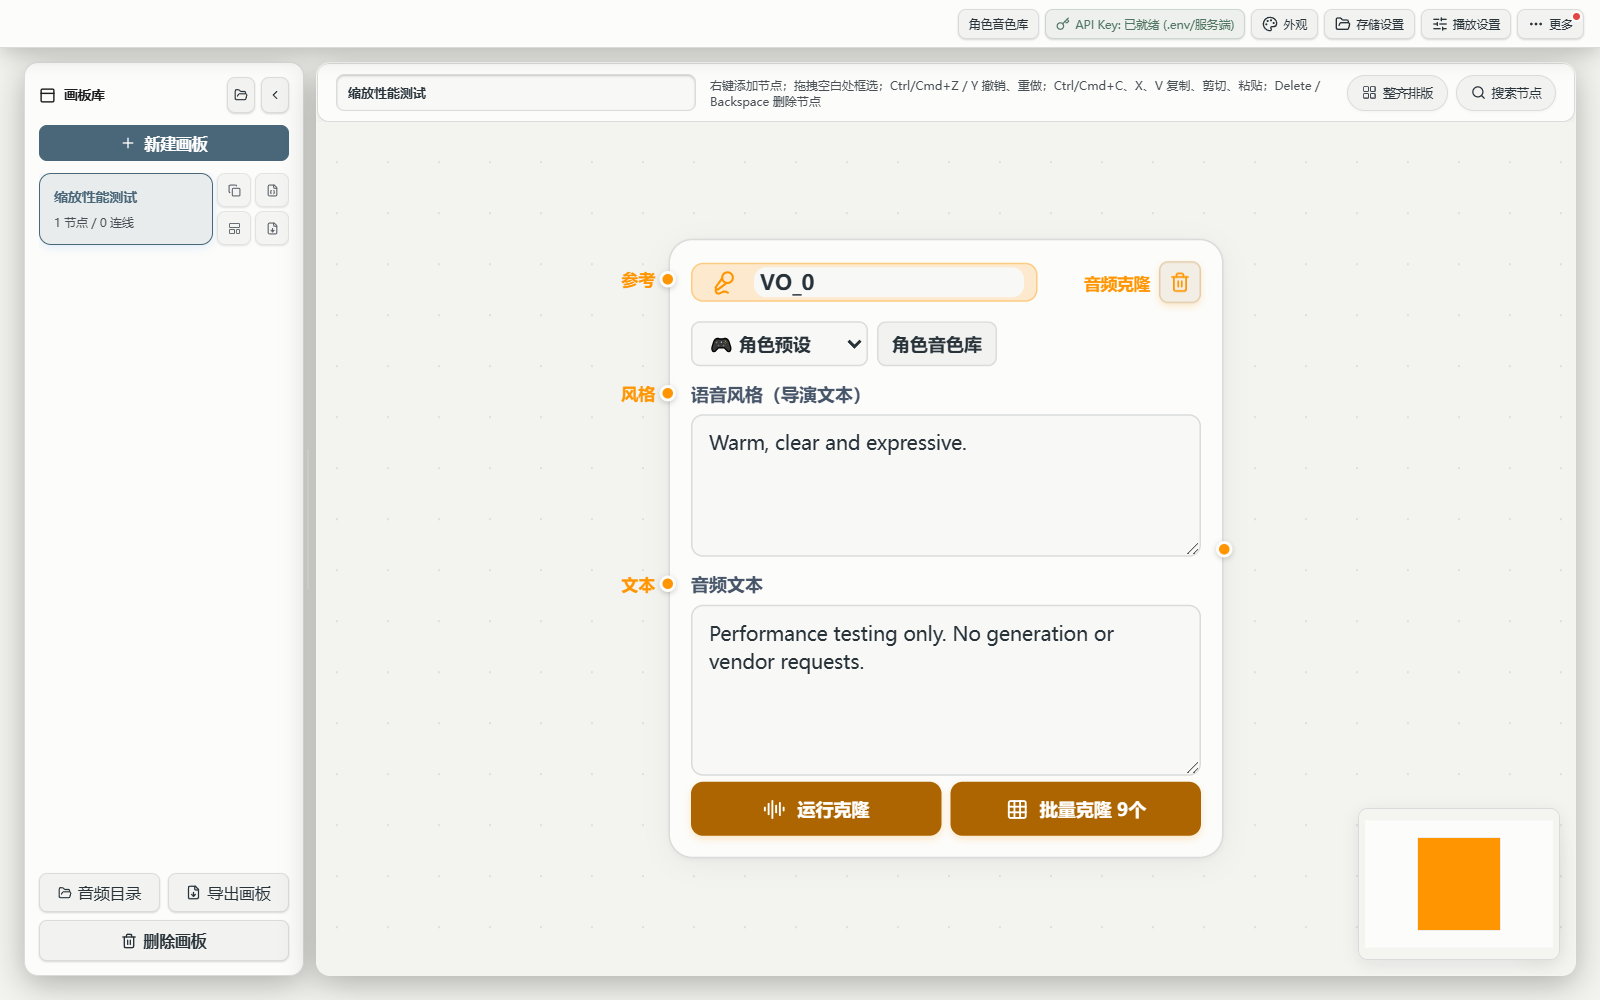 角色音色库
API Key: 已就绪 (.env/服务端)
外观
存储设置
播放设置
更多
画板库
新建画板
缩放性能测试
1 节点 / 0 连线
音频目录
导出画板
删除画板
缩放性能测试
右键添加节点；拖拽空白处框选；Ctrl/Cmd+Z / Y 撤销、重做；Ctrl/Cmd+C、X、V 复制、剪切、粘贴；Delete /
Backspace 删除节点
整齐排版
搜索节点
参考
VO_0
音频克隆
角色预设
角色音色库
风格
语音风格（导演文本）
Warm, clear and expressive.
文本
音频文本
Performance testing only. No generation or
vendor requests.
运行克隆
批量克隆 9个